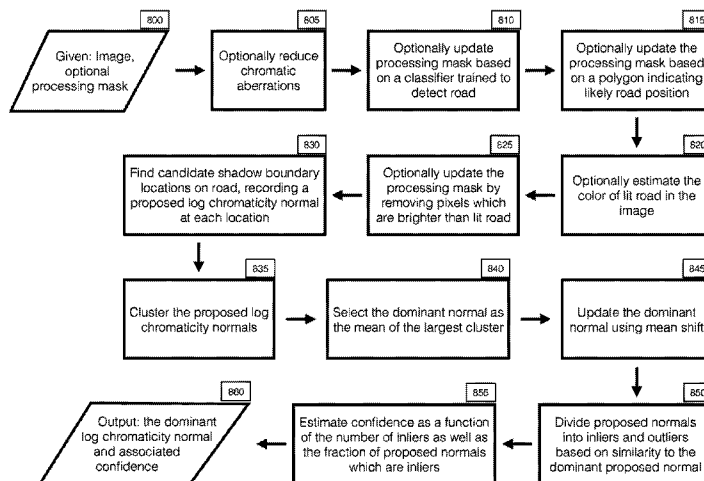 800
Given: Image,
optional
processing mask
805
Optionally reduce
chromatic
aberrations
810
Optionally update
processing mask based
on a classifier trained to
detect road
815
Optionally update the
processing mask based
on a polygon indicating
likely road position
820
Optionally estimate the
color of lit road in the
image
825
Optionally update the
processing mask by
removing pixels which
are brighter than lit road
830
Find candidate shadow boundary
locations on road, recording a
proposed log chromaticity normal
at each location
835
Cluster the proposed log
chromaticity normals
840
Select the dominant normal as
the mean of the largest cluster
845
Update the dominant
normal using mean shift
850
Divide proposed normals
into inliers and outliers
based on similarity to the
dominant proposed normal
855
Estimate confidence as a function
of the number of inliers as well as
the fraction of proposed normals
which are inliers
860
Output: the dominant
log chromaticity normal
and associated
confidence